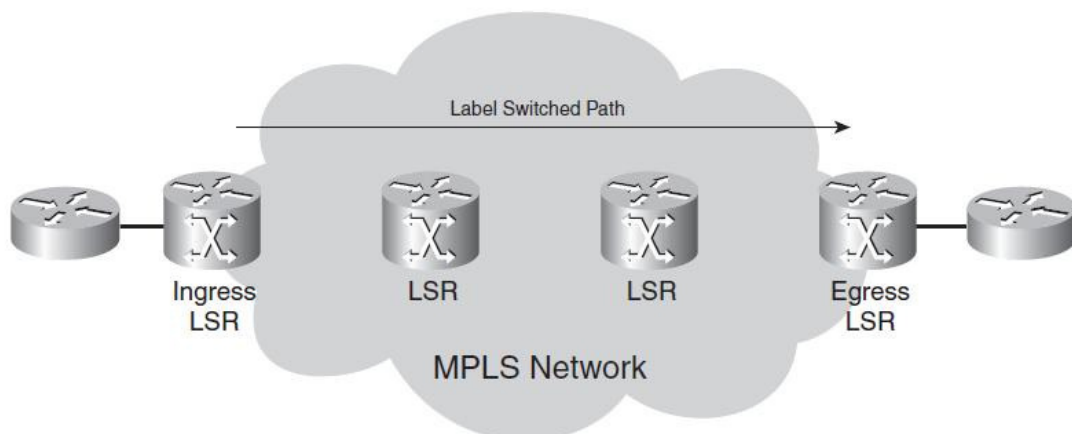 Label Switched Path
Ingress
LSR
LSR
LSR
Egress
LSR
MPLS Network